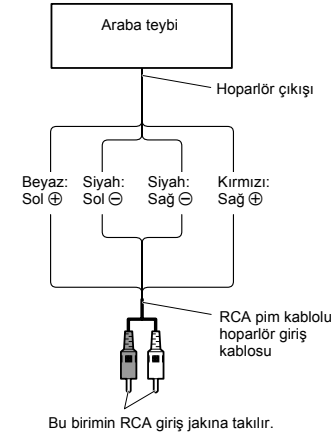 Araba teybi
Hoparlör çıkışı
Beyaz: Siyah: Siyah: Kırmızı:
Sol ⊕ Sol ⊖ Sağ ⊖ Sağ ⊕
RCA pim kablolu
hoparlör giriş
kablosu
Bu birimin RCA giriş jakına takılır.